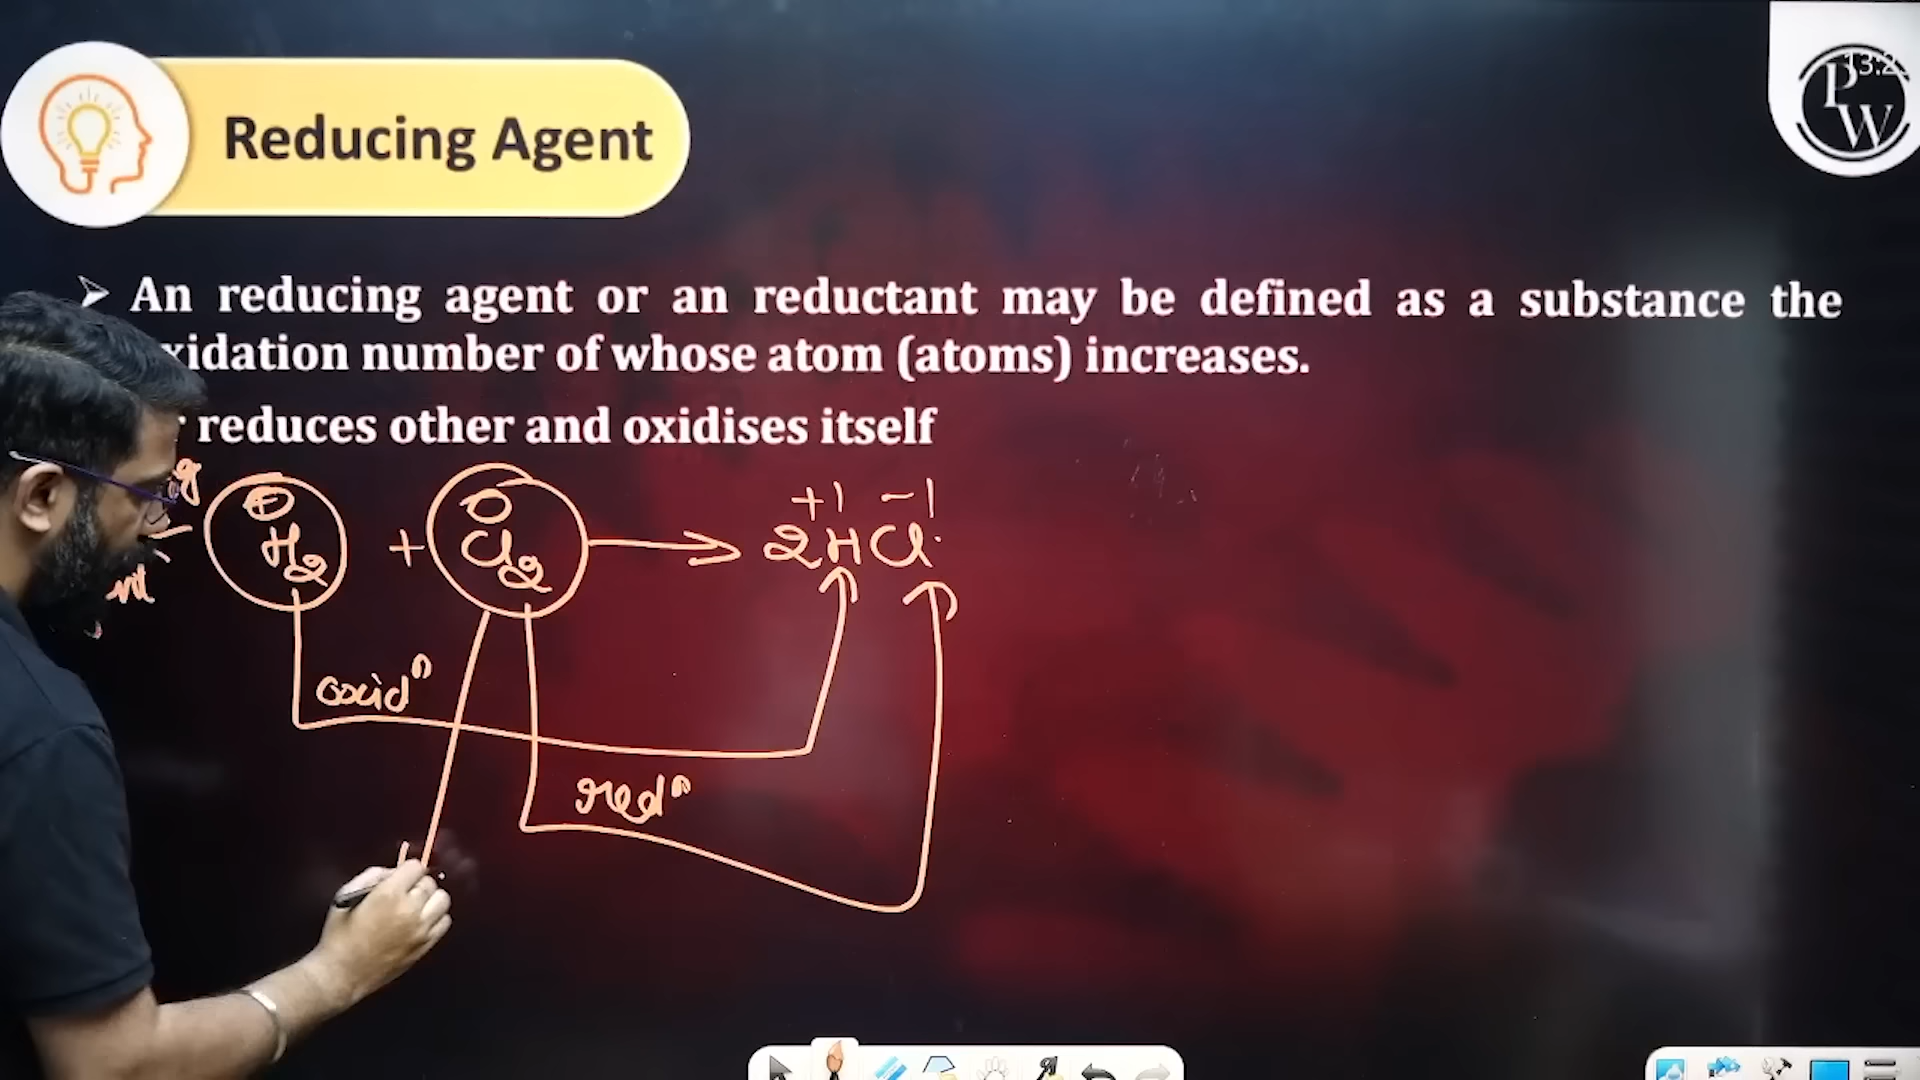 Reducing Agent
PW
➤ An reducing agent or an reductant may be defined as a substance the
xidation number of whose atom (atoms) increases.
reduces other and oxidises itself
0 0 +1 -1
H2 + Cl2 → 2HCl
oxidⁿ
redⁿ